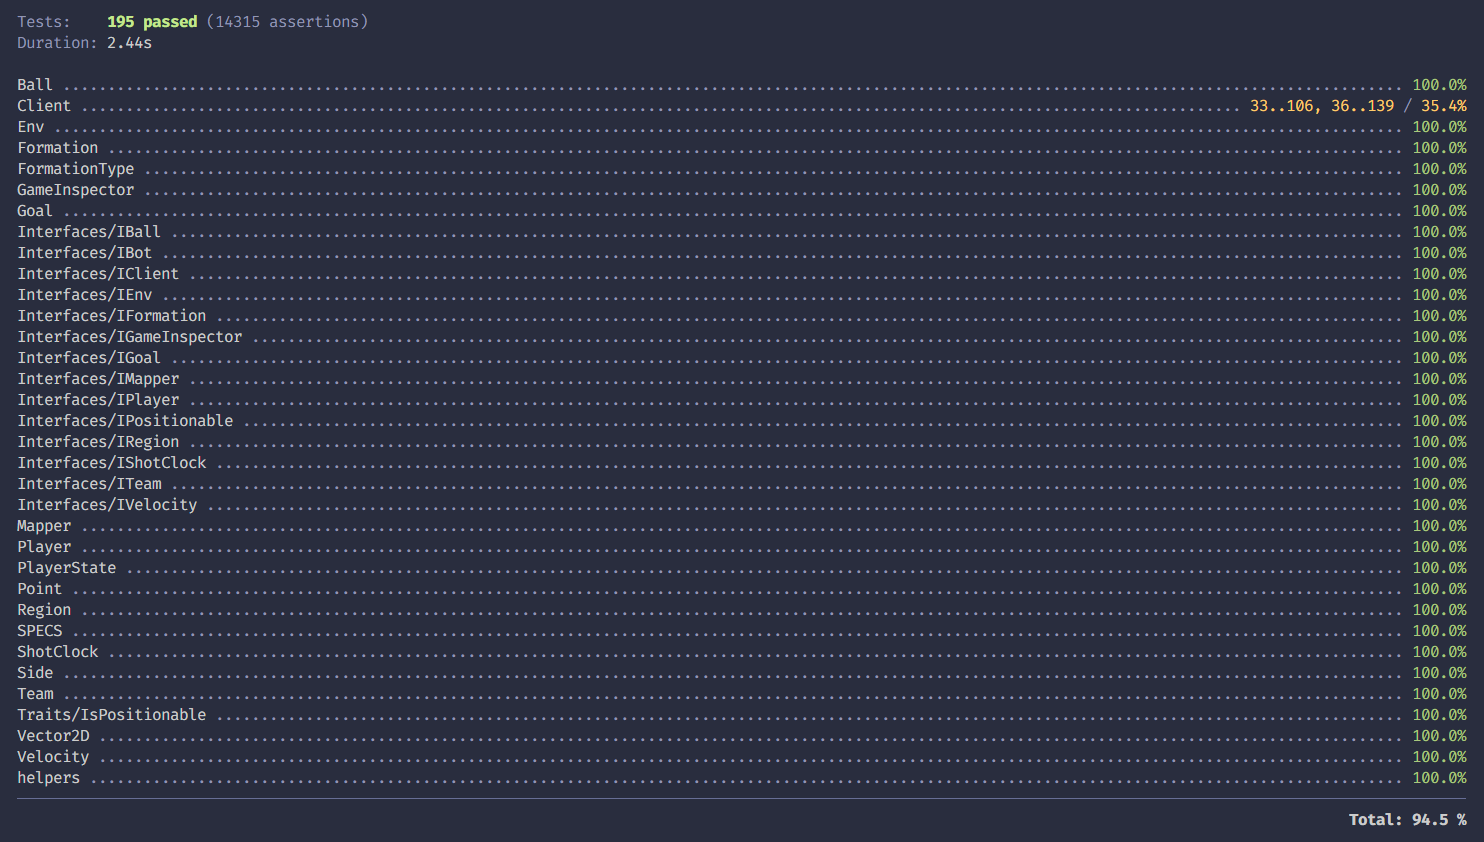 Tests: 195 passed (14315 assertions)
Duration: 2.44s
Ball ... 100.0%
Client ... 33..106, 36..139 / 35.4%
Env ... 100.0%
Formation ... 100.0%
FormationType ... 100.0%
GameInspector ... 100.0%
Goal ... 100.0%
Interfaces/IBall ... 100.0%
Interfaces/IBot ... 100.0%
Interfaces/IClient ... 100.0%
Interfaces/IEnv ... 100.0%
Interfaces/IFormation ... 100.0%
Interfaces/IGameInspector ... 100.0%
Interfaces/IGoal ... 100.0%
Interfaces/IMapper ... 100.0%
Interfaces/IPlayer ... 100.0%
Interfaces/IPositionable ... 100.0%
Interfaces/IRegion ... 100.0%
Interfaces/IShotClock ... 100.0%
Interfaces/ITeam ... 100.0%
Interfaces/IVelocity ... 100.0%
Mapper ... 100.0%
Player ... 100.0%
PlayerState ... 100.0%
Point ... 100.0%
Region ... 100.0%
SPECS ... 100.0%
ShotClock ... 100.0%
Side ... 100.0%
Team ... 100.0%
Traits/IsPositionable ... 100.0%
Vector2D ... 100.0%
Velocity ... 100.0%
helpers ... 100.0%
Total: 94.5 %